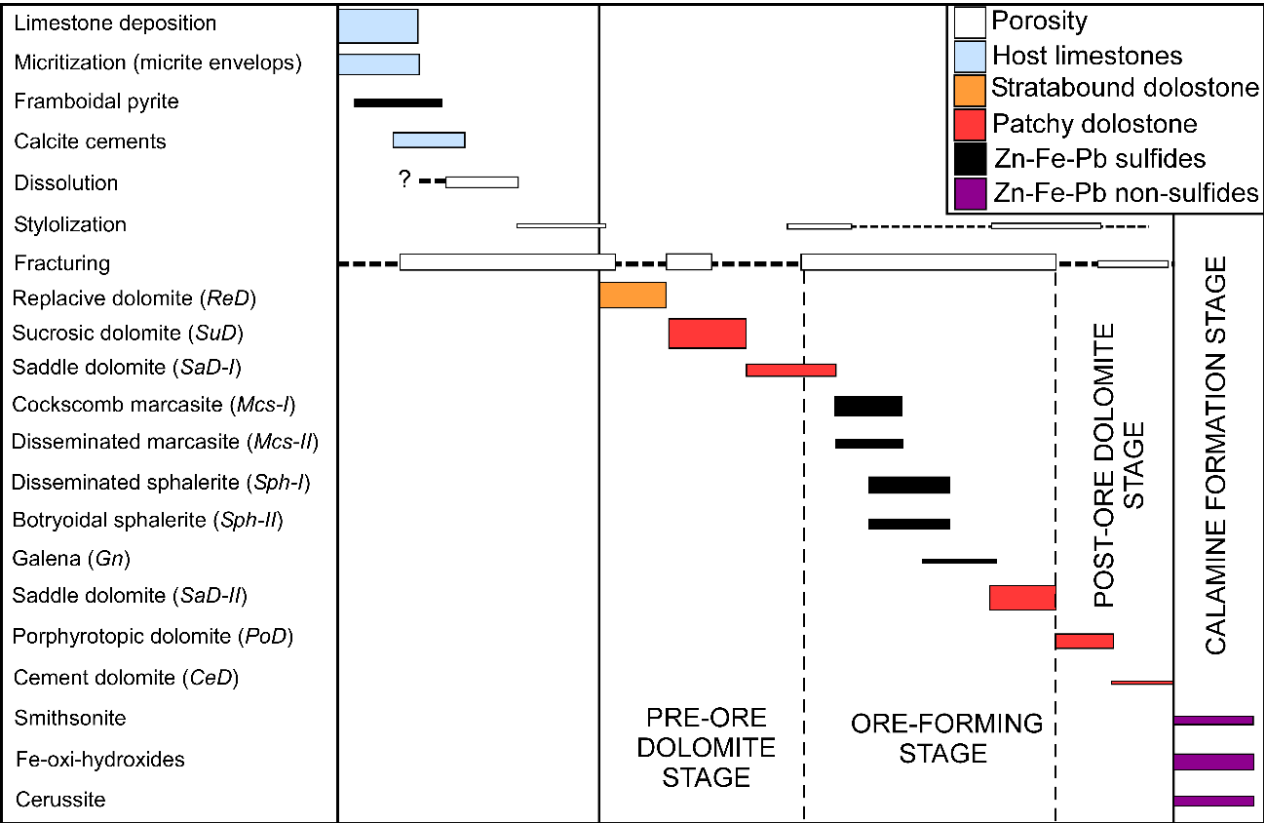 Limestone deposition
Micritization (micrite envelops)
Framboidal pyrite
Calcite cements
Dissolution
?
Stylolization
Fracturing
Replacive dolomite (ReD)
Sucrosic dolomite (SuD)
Saddle dolomite (SaD-I)
Cockscomb marcasite (Mcs-I)
Disseminated marcasite (Mcs-II)
Disseminated sphalerite (Sph-I)
Botryoidal sphalerite (Sph-II)
Galena (Gn)
Saddle dolomite (SaD-II)
Porphyrotopic dolomite (PoD)
Cement dolomite (CeD)
Smithsonite
Fe-oxi-hydroxides
Cerussite
Porosity
Host limestones
Stratabound dolostone
Patchy dolostone
Zn-Fe-Pb sulfides
Zn-Fe-Pb non-sulfides
PRE-ORE
DOLOMITE
STAGE
ORE-FORMING
STAGE
POST-ORE DOLOMITE
STAGE
CALAMINE FORMATION STAGE